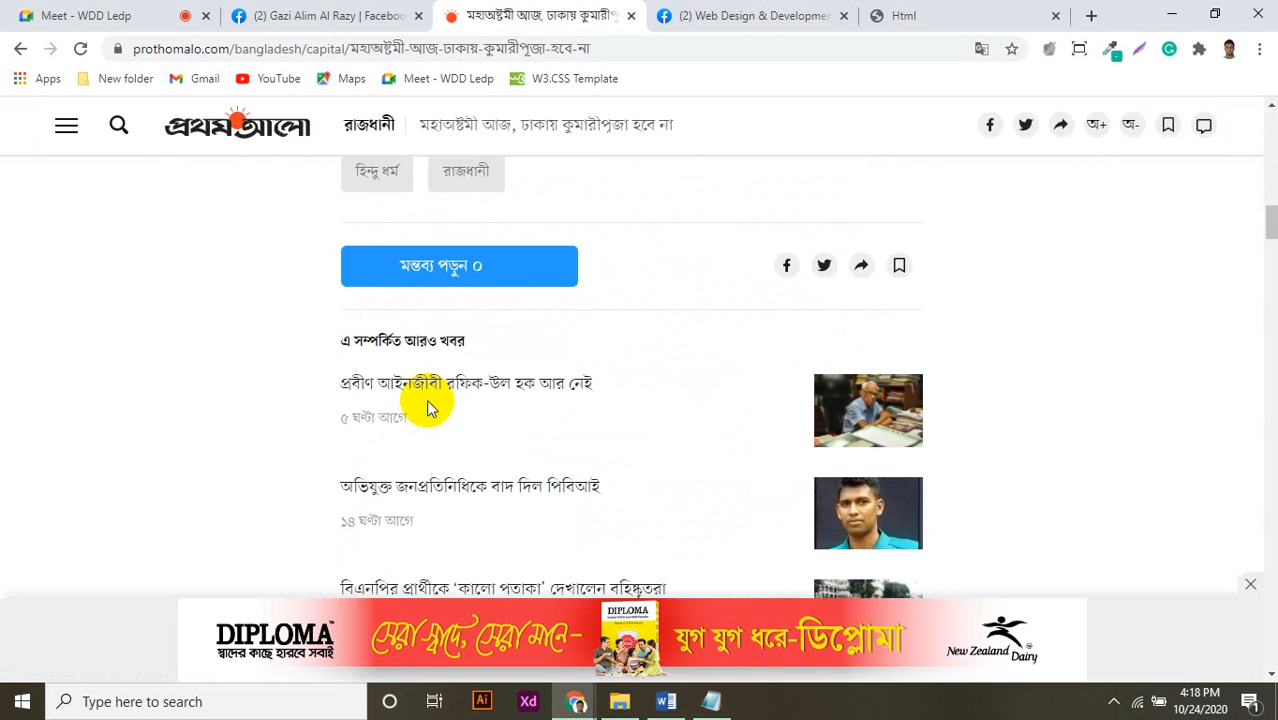 Meet - WDD Ledp
(2) Gazi Alim Al Razy | Faceboo
মহাঅষ্টমী আজ, ঢাকায় কুমারীপূ
(2) Web Design & Developmen
Html
prothomalo.com/bangladesh/capital/মহাঅষ্টমী-আজ-ঢাকায়-কুমারীপূজা-হবে-না
Apps
New folder
Gmail
YouTube
Maps
Meet - WDD Ledp
W3.CSS Template
প্রথম আলো
রাজধানী
মহাঅষ্টমী আজ, ঢাকায় কুমারীপূজা হবে না
অ+
অ-
হিন্দু ধর্ম
রাজধানী
মন্তব্য পড়ুন ০
এ সম্পর্কিত আরও খবর
প্রবীণ আইনজীবী রফিক-উল হক আর নেই
৫ ঘণ্টা আগে
অভিযুক্ত জনপ্রতিনিধিকে বাদ দিল পিবিআই
১৪ ঘণ্টা আগে
বিএনপির প্রার্থীকে ‘কালো পতাকা’ দেখালেন বহিষ্কৃতরা
DIPLOMA
স্বাদের কাছে হারবে সবাই
সেরা স্বাদে, সেরা মানে–
DIPLOMA
যুগ যুগ ধরে-ডিপ্লোমা
New Zealand Dairy
Type here to search
Ai
Xd
4:18 PM
10/24/2020